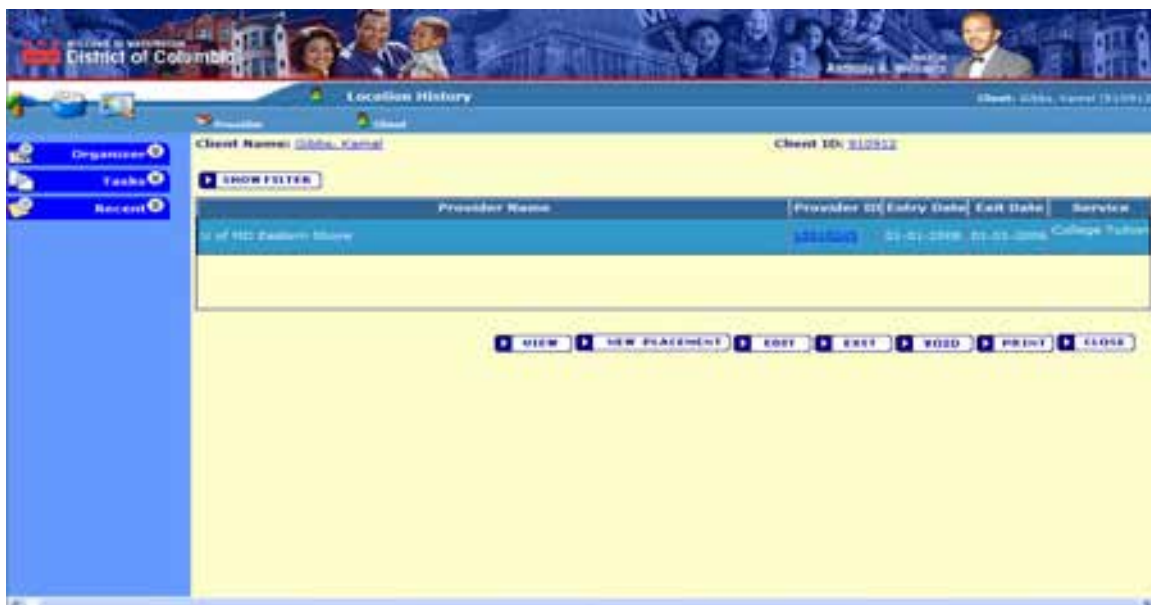 District of Columbia
Location History
Provider Client
Organizer
Tasks
Recent
Client Name: Gibbs, Kamal Client ID: 910912
SHOW FILTER
Provider Name Provider ID Entry Date Exit Date Service
U of MD Eastern Shore College Tuition
VIEW NEW PLACEMENT EDIT EXIT VOID PRINT CLOSE